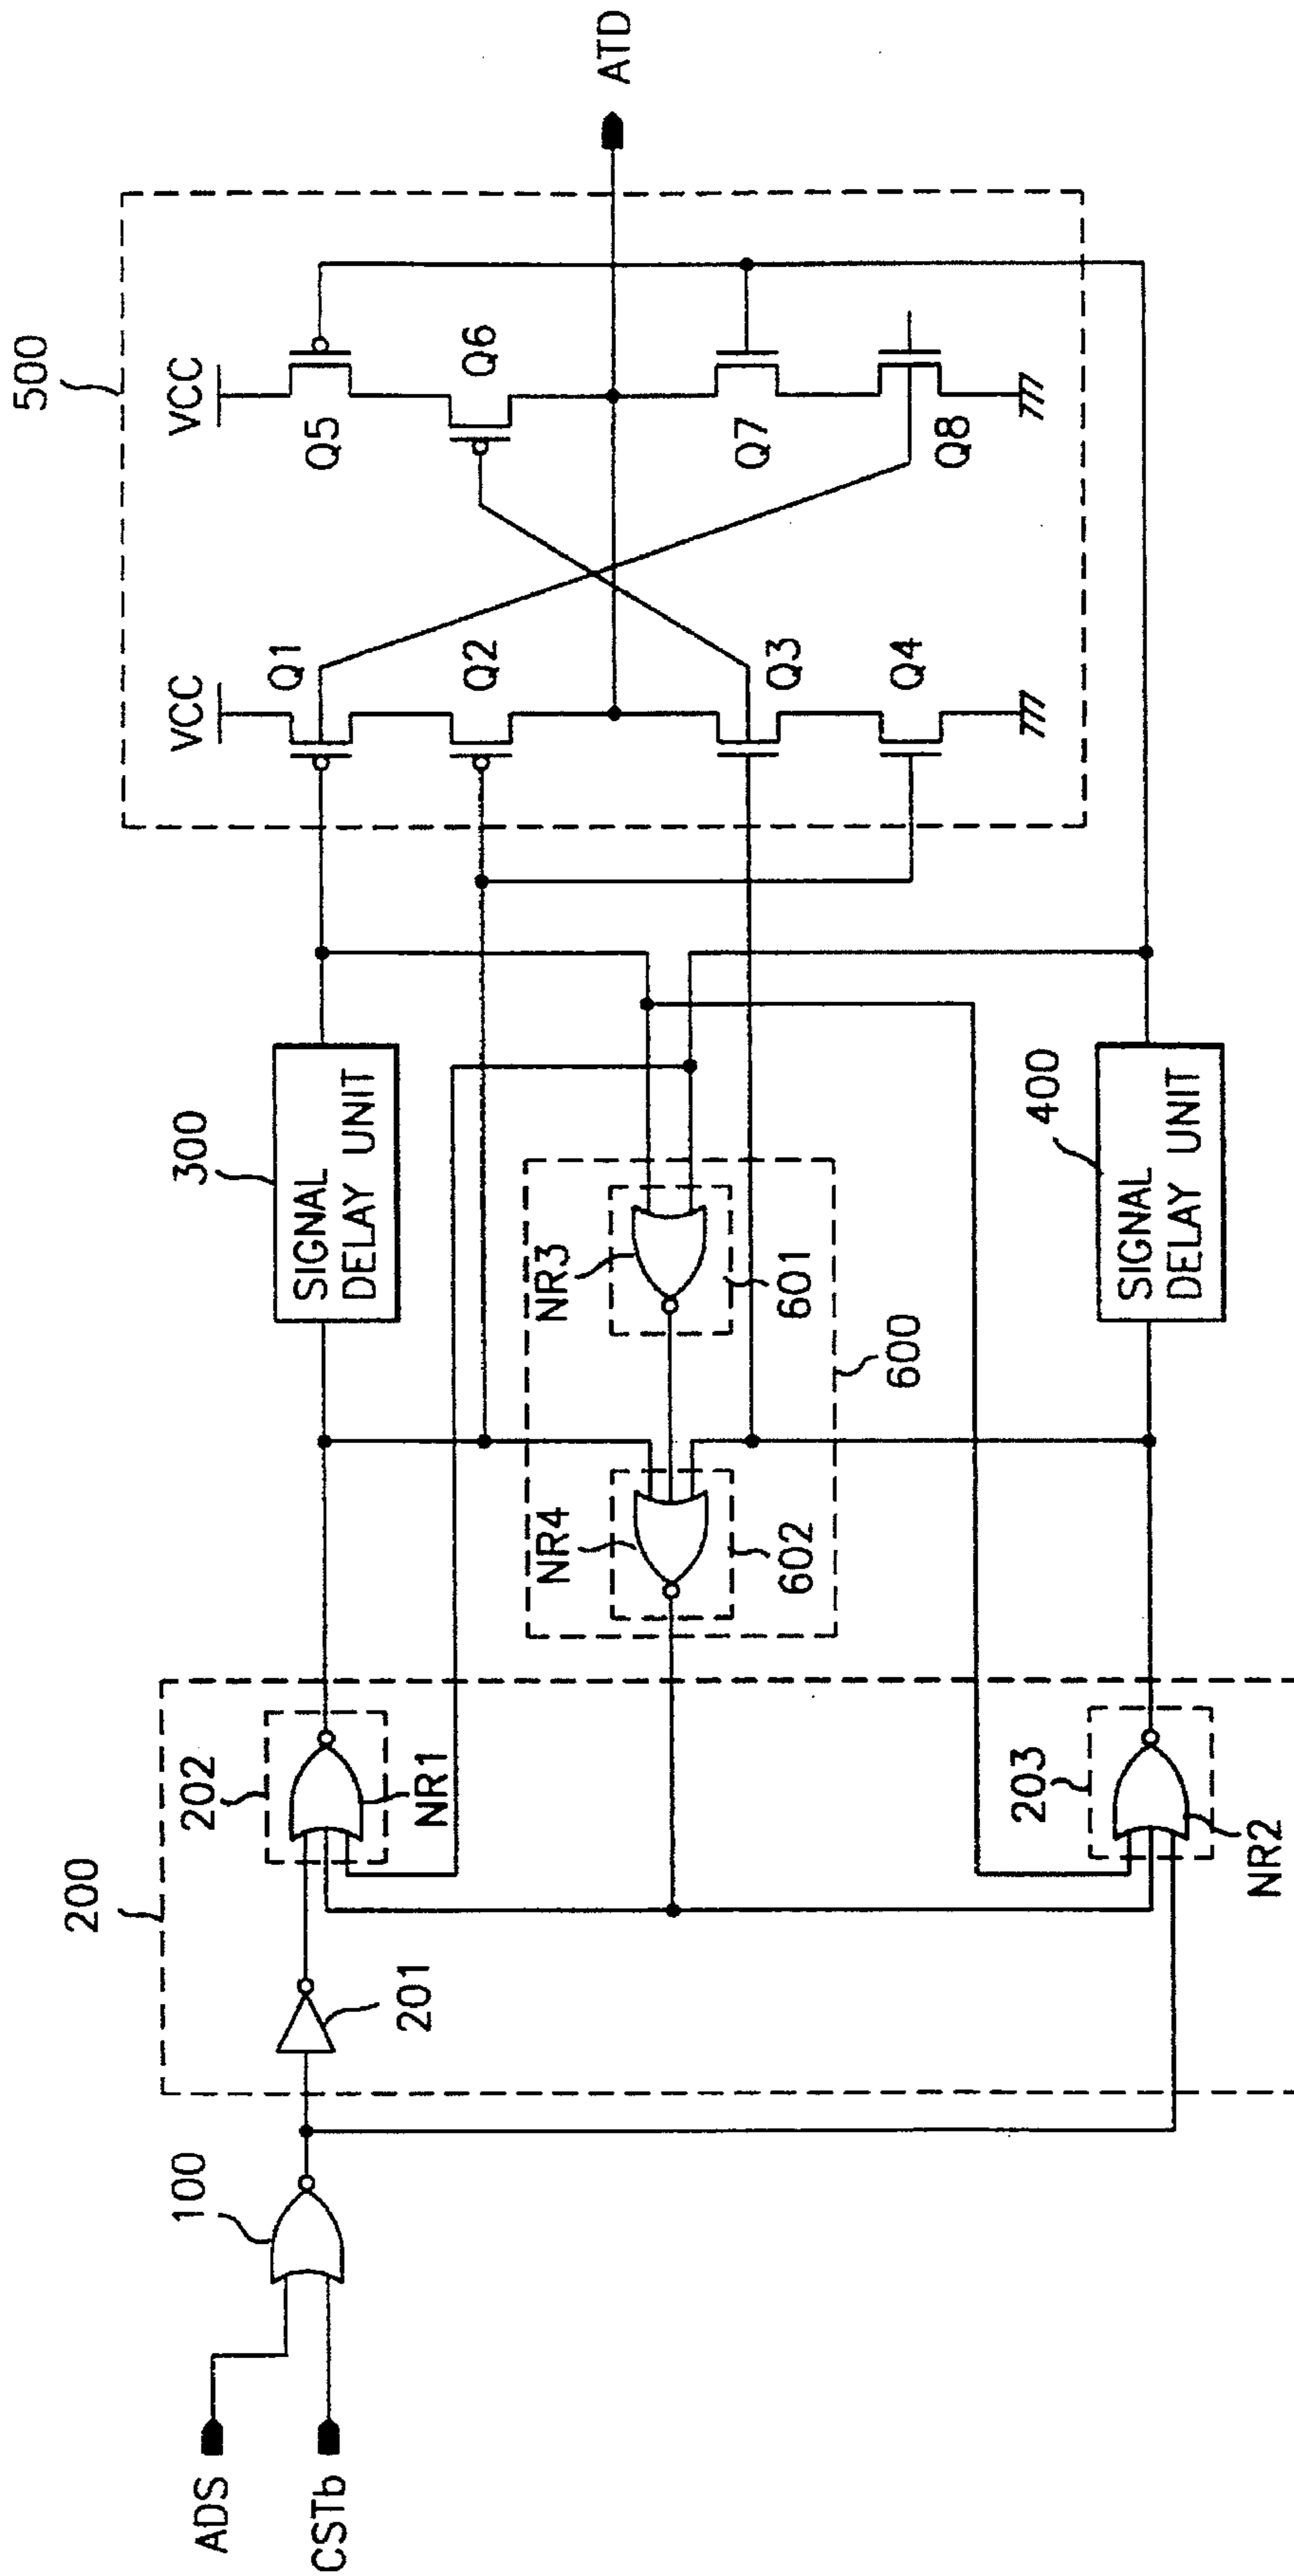 500
VCC
VCC
Q1
Q5
Q2
Q6
ATD
Q3
Q7
Q4
Q8
300
SIGNAL
DELAY UNIT
400
SIGNAL
DELAY UNIT
NR3
601
600
NR4
602
200
202
NR1
201
203
NR2
100
ADS
CSTb